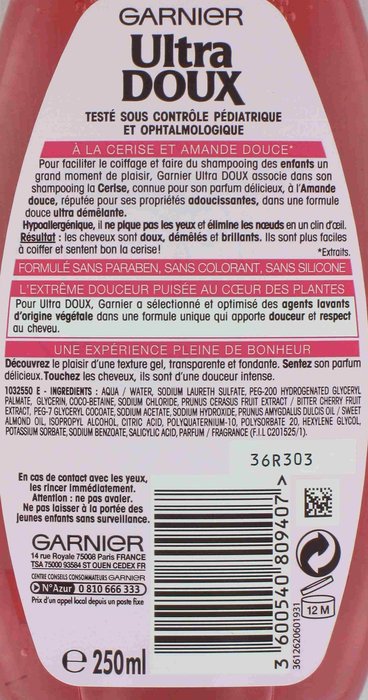 GARNIER
Ultra
DOUX
TESTÉ SOUS CONTRÔLE PÉDIATRIQUE
ET OPHTALMOLOGIQUE
À LA CERISE ET AMANDE DOUCE*
Pour faciliter le coiffage et faire du shampooing des enfants un
grand moment de plaisir, Garnier Ultra DOUX associe dans son
shampooing la Cerise, connue pour son parfum délicieux, à l'Amande
douce, réputée pour ses propriétés adoucissantes, dans une formule
douce ultra démêlante.
Hypoallergénique, il ne pique pas les yeux et élimine les nœuds en un clin d'œil.
Résultat : les cheveux sont doux, démêlés et brillants. Ils sont plus faciles
à coiffer et sentent bon la cerise!
*Extraits.
FORMULÉ SANS PARABEN, SANS COLORANT, SANS SILICONE
L'EXTRÊME DOUCEUR PUISÉE AU CŒUR DES PLANTES
Pour Ultra DOUX, Garnier a sélectionné et optimisé des agents lavants
d'origine végétale dans une formule unique qui apporte douceur et respect
au cheveu.
UNE EXPÉRIENCE PLEINE DE BONHEUR
Découvrez le plaisir d'une texture gel, transparente et fondante. Sentez son parfum
délicieux. Touchez les cheveux, ils sont d'une douceur intense.
1032550 E - INGREDIENTS : AQUA / WATER, SODIUM LAURETH SULFATE, PEG-200 HYDROGENATED GLYCERYL
PALMATE, GLYCERIN, COCO-BETAINE, SODIUM CHLORIDE, PRUNUS CERASUS FRUIT EXTRACT / BITTER CHERRY FRUIT
EXTRACT, PEG-7 GLYCERYL COCOATE, SODIUM ACETATE, SODIUM HYDROXIDE, PRUNUS AMYGDALUS DULCIS OIL / SWEET
ALMOND OIL, ISOPROPYL ALCOHOL, CITRIC ACID, POLYQUATERNIUM-10, POLYSORBATE 20, HEXYLENE GLYCOL,
POTASSIUM SORBATE, SODIUM BENZOATE, SALICYLIC ACID, PARFUM / FRAGRANCE (F.I.L C201525/1).
36R303
En cas de contact avec les yeux,
les rincer immédiatement.
Attention : ne pas avaler.
Ne pas laisser à la portée des
jeunes enfants sans surveillance.
GARNIER
14 rue Royale 75008 Paris FRANCE
TSA 75000 93584 ST OUEN CEDEX FR
CENTRE CONSEILS CONSOMMATEURS GARNIER
N°Azur 0 810 666 333
Prix d'un appel local depuis un poste fixe
℮ 250ml
3 600540 809407 >
3612620601931
12 M